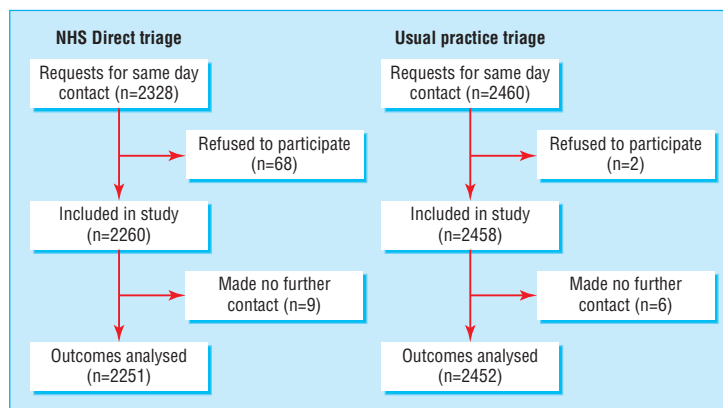 NHS Direct triage
Requests for same day
contact (n=2328)
Refused to participate
(n=68)
Included in study
(n=2260)
Made no further
contact (n=9)
Outcomes analysed
(n=2251)
Usual practice triage
Requests for same day
contact (n=2460)
Refused to participate
(n=2)
Included in study
(n=2458)
Made no further
contact (n=6)
Outcomes analysed
(n=2452)